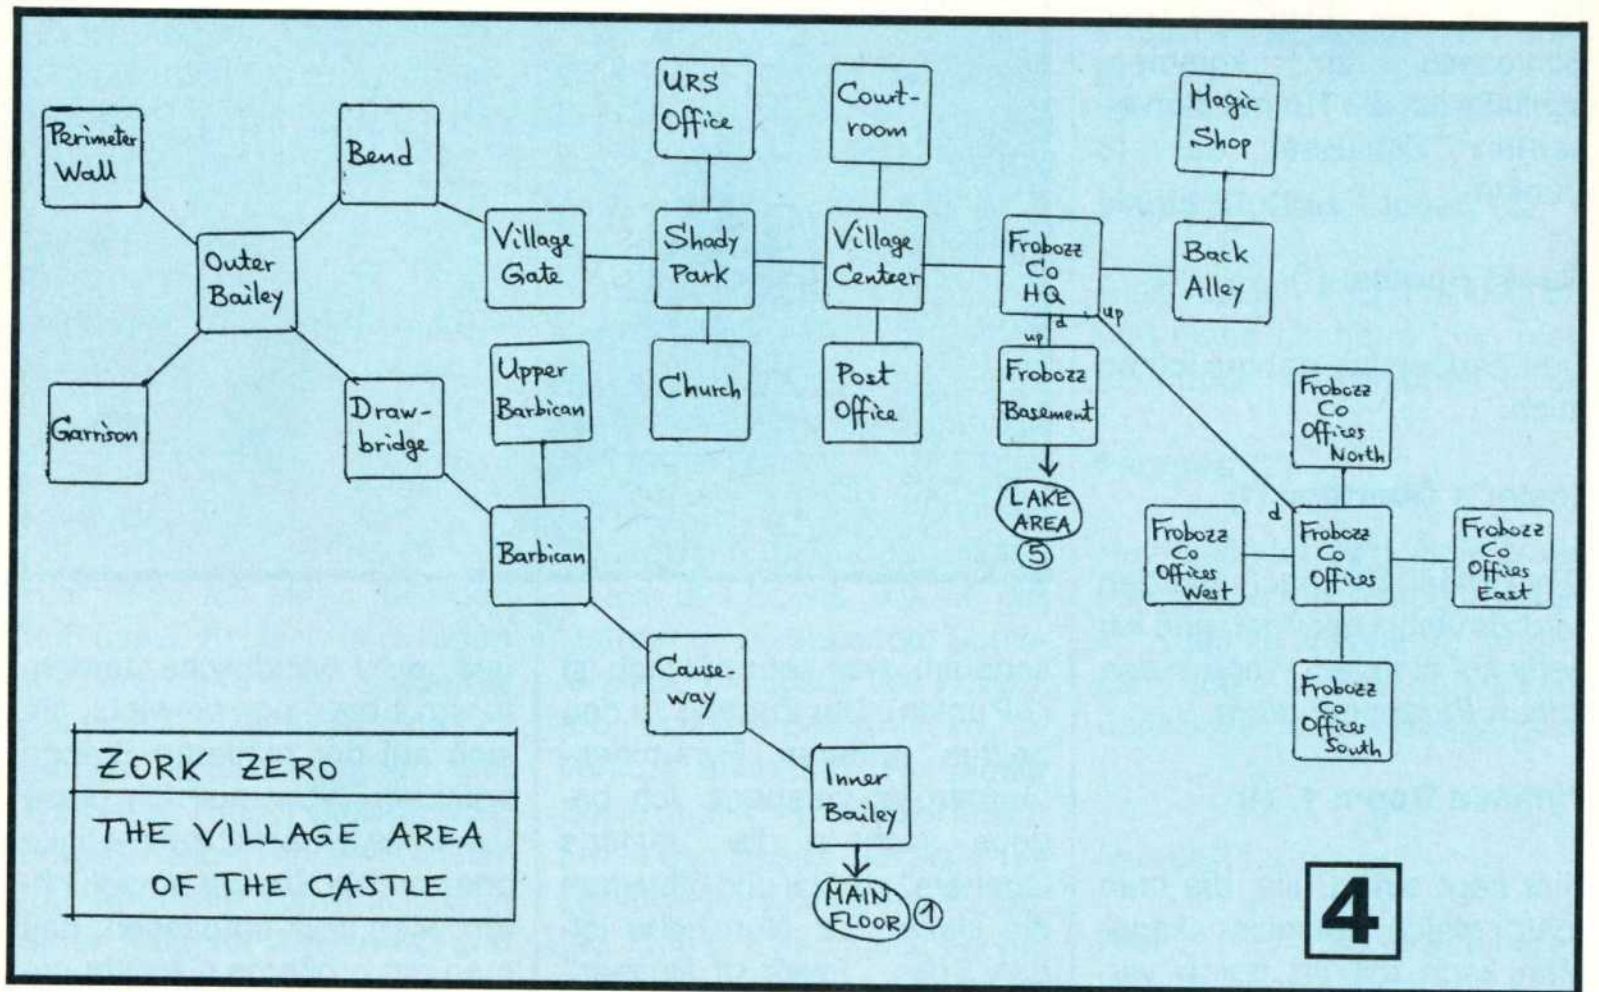 Perimeter
Wall
Bend
URS
Office
Court-
room
Magic
Shop
Outer
Bailey
Village
Gate
Shady
Park
Village
Centeer
Frobozz
Co
HQ
Back
Alley
d
up
up
Garrison
Draw-
bridge
Upper
Barbican
Church
Post
Office
Frobozz
Basement
Frobozz
Co
Offices
North
LAKE
AREA
5
d
Barbican
Frobozz
Co
Offices
West
Frobozz
Co
Offices
Frobozz
Co
Offices
East
Cause-
way
Frobozz
Co
Offices
South
Inner
Bailey
MAIN
FLOOR
1
ZORK ZERO
THE VILLAGE AREA
OF THE CASTLE
4